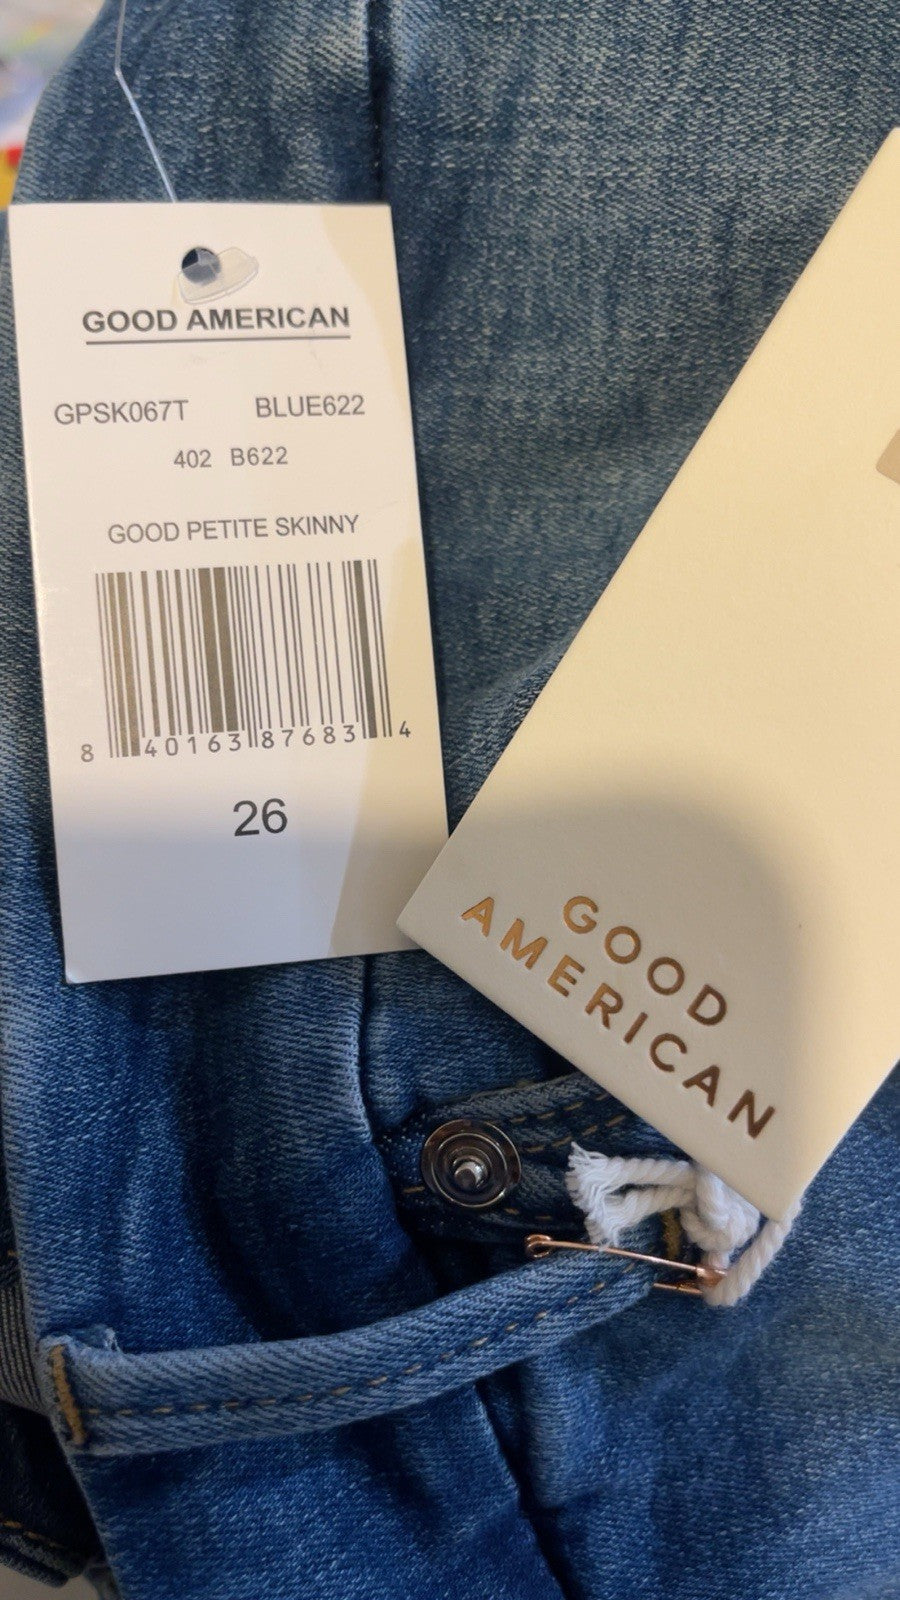 GOOD AMERICAN
GPSK067T BLUE622
402 B622
GOOD PETITE SKINNY
8 40163 87683 4
26
GOOD
AMERICAN